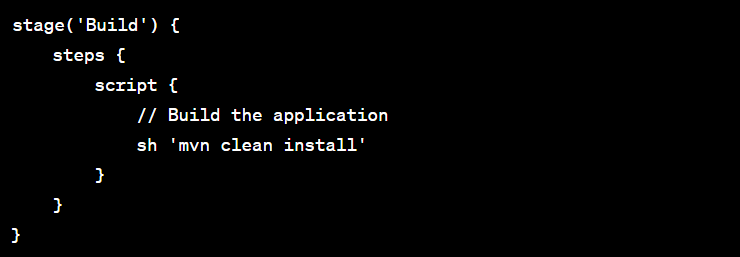 stage('Build') {
    steps {
        script {
            // Build the application
            sh 'mvn clean install'
        }
    }
}